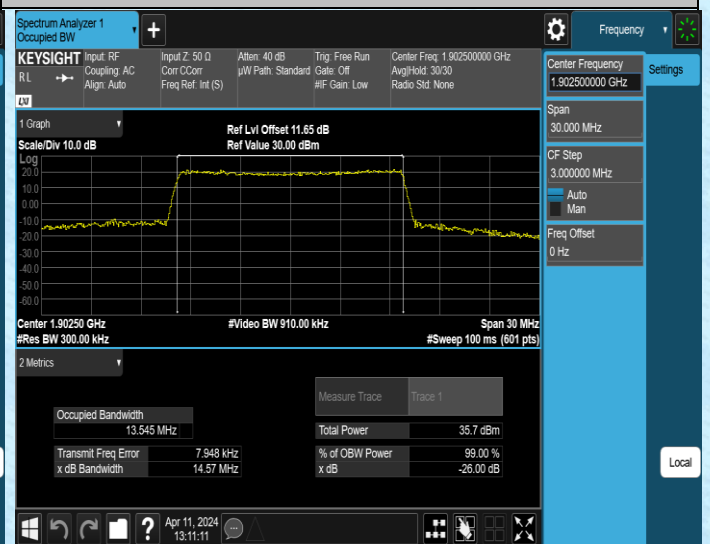 Spectrum Analyzer 1
Occupied BW
+
Frequency
KEYSIGHT
RL
LXI
Input: RF
Coupling: AC
Align: Auto
Input Z: 50 Ω
Corr CCorr
Freq Ref: Int (S)
Atten: 40 dB
µW Path: Standard
Trig: Free Run
Gate: Off
#IF Gain: Low
Center Freq: 1.902500000 GHz
Avg|Hold: 30/30
Radio Std: None
Center Frequency
1.902500000 GHz
Settings
Span
30.000 MHz
CF Step
3.000000 MHz
Auto
Man
Freq Offset
0 Hz
1 Graph
Scale/Div 10.0 dB
Ref Lvl Offset 11.65 dB
Ref Value 30.00 dBm
Log
20.0
10.0
0.00
-10.0
-20.0
-30.0
-40.0
-50.0
-60.0
Center 1.90250 GHz
#Video BW 910.00 kHz
Span 30 MHz
#Res BW 300.00 kHz
#Sweep 100 ms (601 pts)
2 Metrics
Measure Trace
Trace 1
Occupied Bandwidth
13.545 MHz
Total Power
35.7 dBm
Transmit Freq Error
7.948 kHz
% of OBW Power
99.00 %
x dB Bandwidth
14.57 MHz
x dB
-26.00 dB
Local
?
Apr 11, 2024
13:11:11